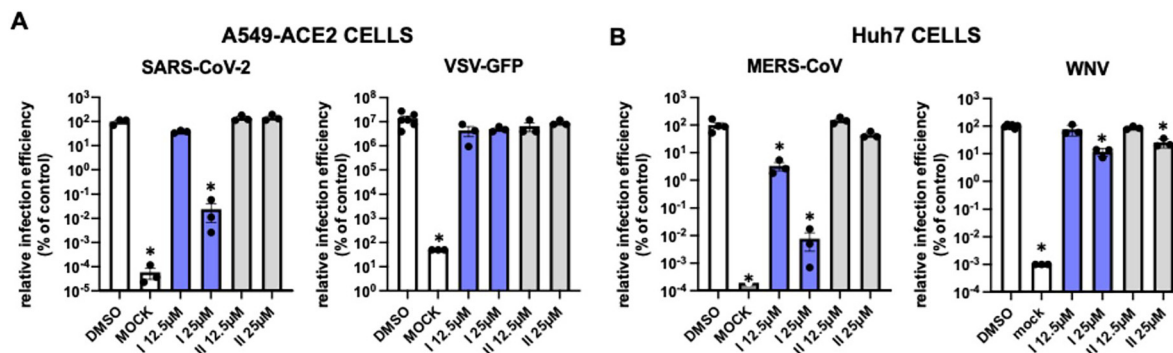 A
A549-ACE2 CELLS
SARS-CoV-2
relative infection efficiency
(% of control)
10³
10²
10¹
10⁰
10⁻¹
10⁻²
10⁻³
10⁻⁴
10⁻⁵
*
*
DMSO
MOCK
I 12.5µM
I 25µM
II 12.5µM
II 25µM
VSV-GFP
relative infection efficiency
(% of control)
10⁸
10⁷
10⁶
10⁵
10⁴
10³
10²
10¹
10⁰
*
DMSO
MOCK
I 12.5µM
I 25µM
II 12.5µM
II 25µM
B
Huh7 CELLS
MERS-CoV
relative infection efficiency
(% of control)
10³
10²
10¹
10⁰
10⁻¹
10⁻²
10⁻³
10⁻⁴
*
*
*
DMSO
MOCK
I 12.5µM
I 25µM
II 12.5µM
II 25µM
WNV
relative infection efficiency
(% of control)
10³
10²
10¹
10⁰
10⁻¹
10⁻²
10⁻³
10⁻⁴
*
*
*
DMSO
mock
I 12.5µM
I 25µM
II 12.5µM
II 25µM